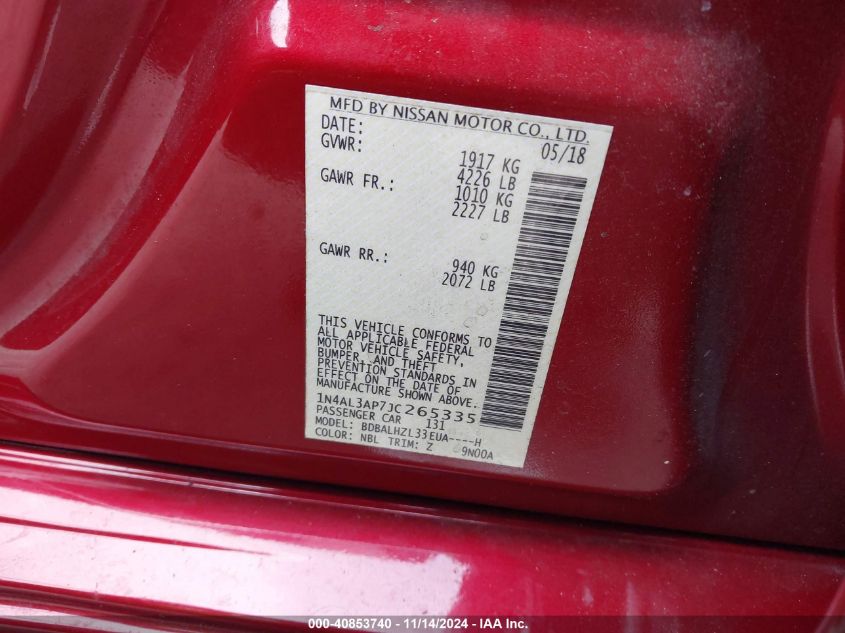 MFD BY NISSAN MOTOR CO., LTD.
DATE: 05/18
GVWR: 1917 KG
4226 LB
GAWR FR.: 1010 KG
2227 LB
GAWR RR.: 940 KG
2072 LB
THIS VEHICLE CONFORMS TO
ALL APPLICABLE FEDERAL
MOTOR VEHICLE SAFETY,
BUMPER, AND THEFT
PREVENTION STANDARDS IN
EFFECT ON THE DATE OF
MANUFACTURE SHOWN ABOVE.
1N4AL3AP7JC265335
PASSENGER CAR 131
MODEL: BDBALHZL33EUA----H
COLOR: NBL TRIM: Z 9N00A
000-40853740 - 11/14/2024 - IAA Inc.